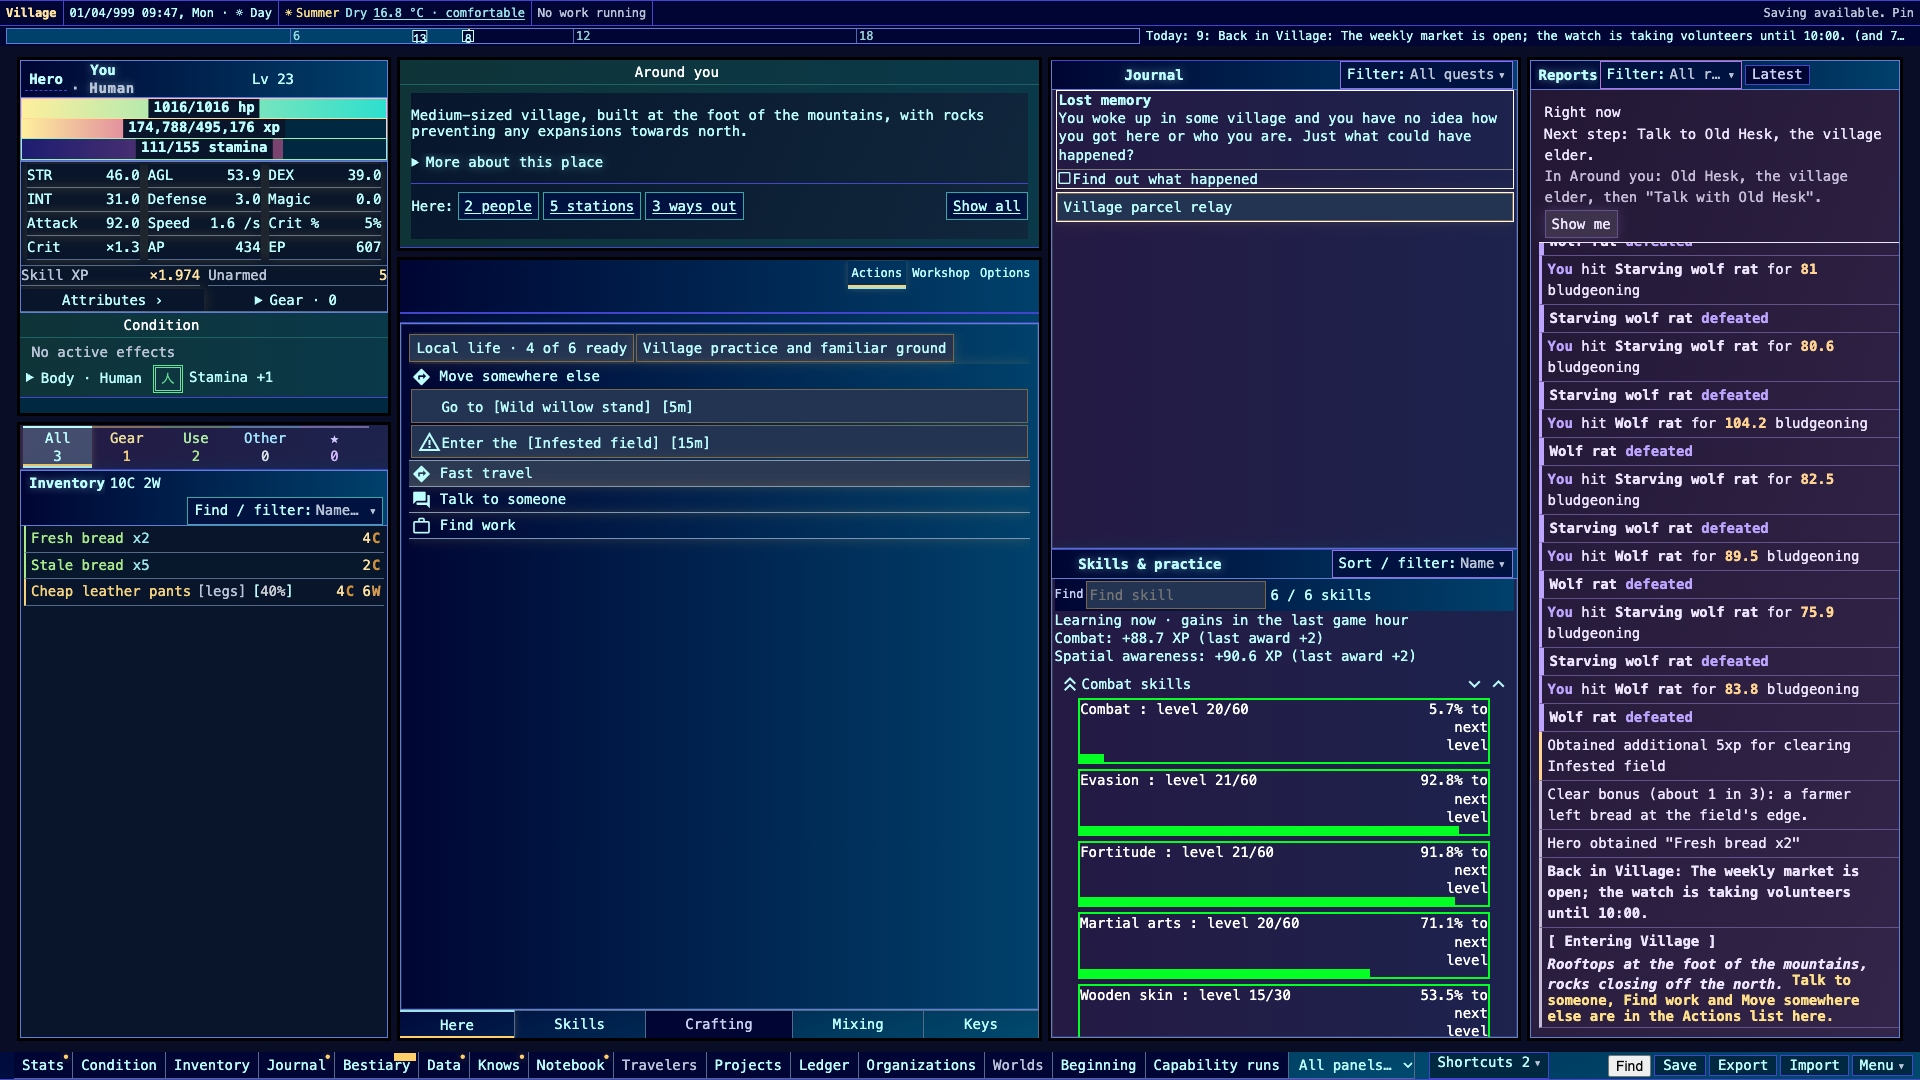 Village 01/04/999 09:47, Mon · ☀ Day ☀ Summer Dry 16.8 °C · comfortable No work running Saving available. Pin
6 13 8 12 18 Today: 9: Back in Village: The weekly market is open; the watch is taking volunteers until 10:00. (and 7…
Hero · You Human Lv 23
1016/1016 hp
174,788/495,176 xp
111/155 stamina
STR 46.0 AGL 53.9 DEX 39.0
INT 31.0 Defense 3.0 Magic 0.0
Attack 92.0 Speed 1.6 /s Crit % 5%
Crit ×1.3 AP 434 EP 607
Skill XP ×1.974 Unarmed 5
Attributes › ▶ Gear · 0
Condition
No active effects
▶ Body · Human 人 Stamina +1
All Gear Use Other ★
3 1 2 0 0
Inventory 10C 2W
Find / filter: Name… ▾
Fresh bread x2 4C
Stale bread x5 2C
Cheap leather pants [legs] [40%] 4C 6W
Around you
Medium-sized village, built at the foot of the mountains, with rocks
preventing any expansions towards north.
▶ More about this place
Here: 2 people 5 stations 3 ways out Show all
Actions Workshop Options
Local life · 4 of 6 ready Village practice and familiar ground
Move somewhere else
Go to [Wild willow stand] [5m]
Enter the [Infested field] [15m]
Fast travel
Talk to someone
Find work
Here Skills Crafting Mixing Keys
Journal Filter: All quests ▾
Lost memory
You woke up in some village and you have no idea how
you got here or who you are. Just what could have
happened?
☐Find out what happened
Village parcel relay
Skills & practice Sort / filter: Name ▾
Find Find skill 6 / 6 skills
Learning now · gains in the last game hour
Combat: +88.7 XP (last award +2)
Spatial awareness: +90.6 XP (last award +2)
Combat skills
Combat : level 20/60 5.7% to
next
level
Evasion : level 21/60 92.8% to
next
level
Fortitude : level 21/60 91.8% to
next
level
Martial arts : level 20/60 71.1% to
next
level
Wooden skin : level 15/30 53.5% to
next
level
Reports Filter: All r… ▾ Latest
Right now
Next step: Talk to Old Hesk, the village
elder.
In Around you: Old Hesk, the village
elder, then "Talk with Old Hesk".
Show me
Wolf rat defeated
You hit Starving wolf rat for 81
bludgeoning
Starving wolf rat defeated
You hit Starving wolf rat for 80.6
bludgeoning
Starving wolf rat defeated
You hit Wolf rat for 104.2 bludgeoning
Wolf rat defeated
You hit Starving wolf rat for 82.5
bludgeoning
Starving wolf rat defeated
You hit Wolf rat for 89.5 bludgeoning
Wolf rat defeated
You hit Starving wolf rat for 75.9
bludgeoning
Starving wolf rat defeated
You hit Wolf rat for 83.8 bludgeoning
Wolf rat defeated
Obtained additional 5xp for clearing
Infested field
Clear bonus (about 1 in 3): a farmer
left bread at the field's edge.
Hero obtained "Fresh bread x2"
Back in Village: The weekly market is
open; the watch is taking volunteers
until 10:00.
[ Entering Village ]
Rooftops at the foot of the mountains,
rocks closing off the north. Talk to
someone, Find work and Move somewhere
else are in the Actions list here.
Stats Condition Inventory Journal Bestiary Data Knows Notebook Travelers Projects Ledger Organizations Worlds Beginning Capability runs All panels… Shortcuts 2 ▾ Find Save Export Import Menu ▾